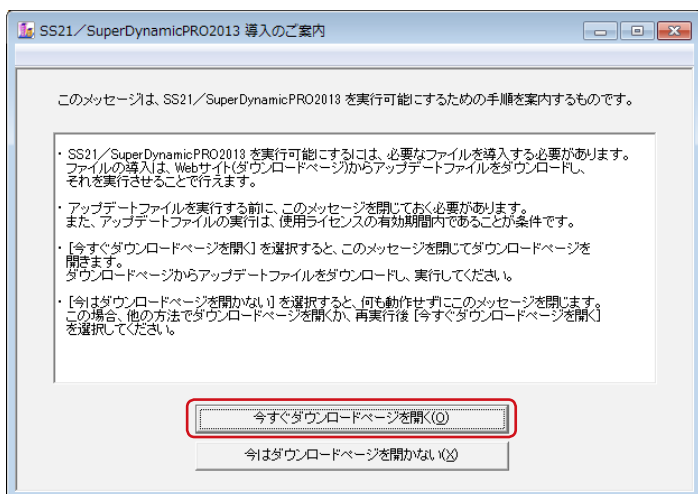 SS21／SuperDynamicPRO2013 導入のご案内
このメッセージは、SS21／SuperDynamicPRO2013 を実行可能にするための手順を案内するものです。
・ SS21／SuperDynamicPRO2013 を実行可能にするには、必要なファイルを導入する必要があります。
ファイルの導入は、Webサイト(ダウンロードページ)からアップデートファイルをダウンロードし、
それを実行させることで行えます。
・ アップデートファイルを実行する前に、このメッセージを閉じておく必要があります。
また、アップデートファイルの実行は、使用ライセンスの有効期間内であることが条件です。
・ [今すぐダウンロードページを開く] を選択すると、このメッセージを閉じてダウンロードページを
開きます。
ダウンロードページからアップデートファイルをダウンロードし、実行してください。
・ [今はダウンロードページを開かない] を選択すると、何も動作せずにこのメッセージを閉じます。
この場合、他の方法でダウンロードページを開くか、再実行後 [今すぐダウンロードページを開く]
を選択してください。
今すぐダウンロードページを開く(O)
今はダウンロードページを開かない(X)